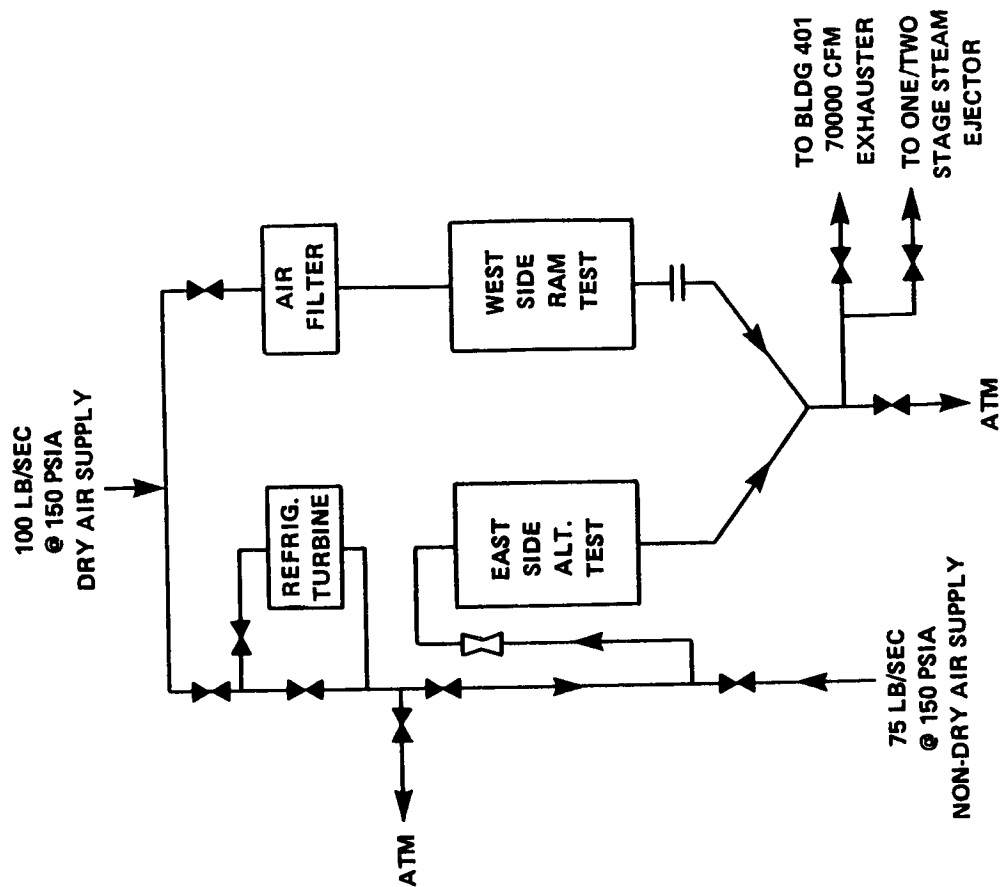 100 LB/SEC
@ 150 PSIA
DRY AIR SUPPLY
REFRIG.
TURBINE
AIR
FILTER
ATM
EAST
SIDE
ALT.
TEST
WEST
SIDE
RAM
TEST
75 LB/SEC
@ 150 PSIA
NON-DRY AIR SUPPLY
ATM
TO BLDG 401
70000 CFM
EXHAUSTER
TO ONE/TWO
STAGE STEAM
EJECTOR